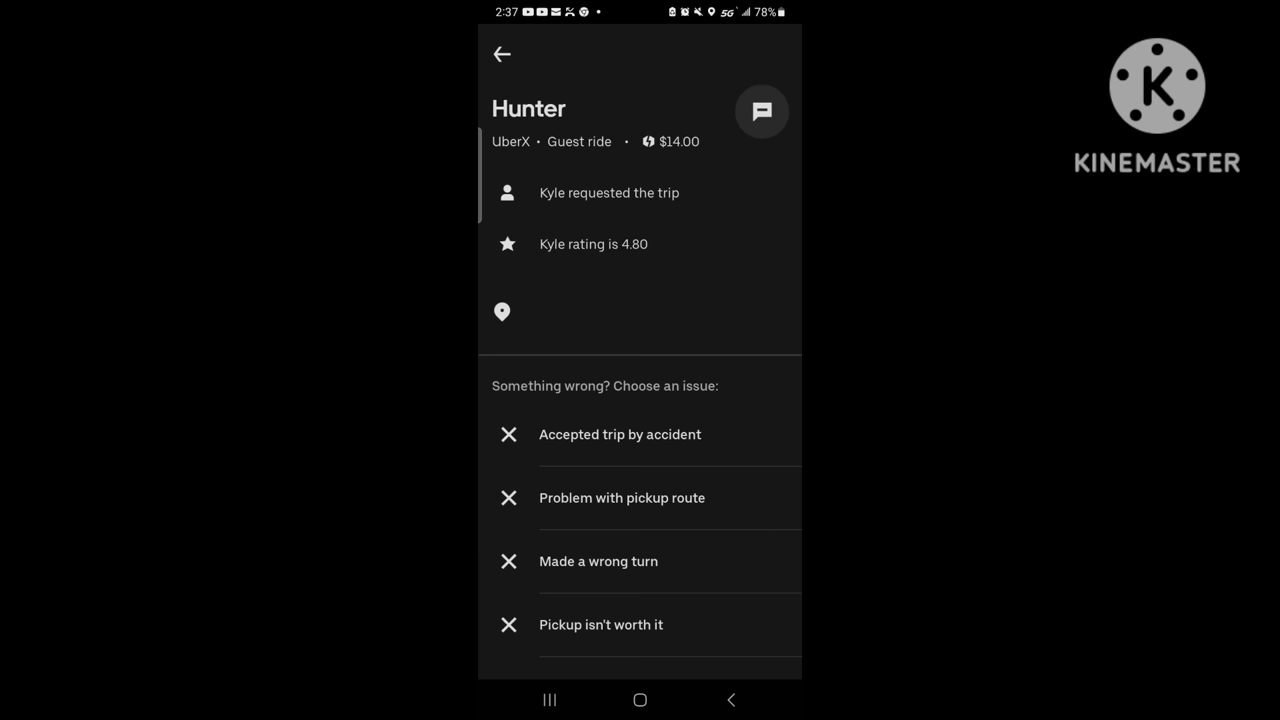 2:37
5G
78%
Hunter
UberX • Guest ride • $14.00
Kyle requested the trip
Kyle rating is 4.80
Something wrong? Choose an issue:
Accepted trip by accident
Problem with pickup route
Made a wrong turn
Pickup isn't worth it
K
KINEMASTER